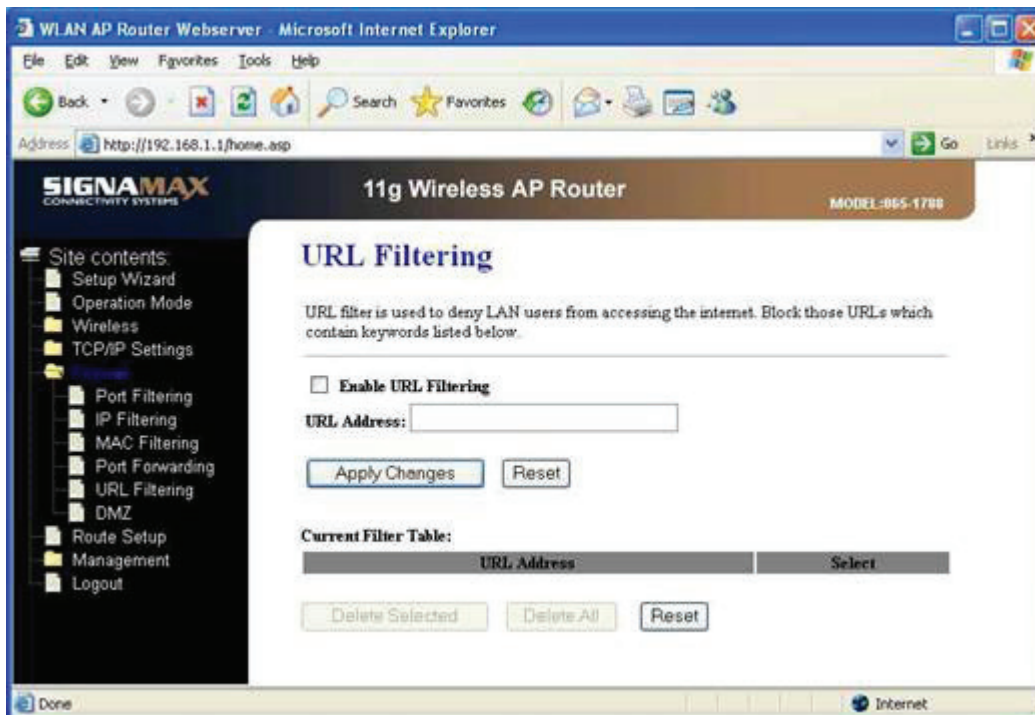 WLAN AP Router Webserver - Microsoft Internet Explorer
File Edit View Favorites Tools Help
Back Search Favorites
Address http://192.168.1.1/home.asp Go Links
SIGNAMAX
CONNECTIVITY SYSTEMS
11g Wireless AP Router
MODEL:065-1788
Site contents:
Setup Wizard
Operation Mode
Wireless
TCP/IP Settings
Firewall
Port Filtering
IP Filtering
MAC Filtering
Port Forwarding
URL Filtering
DMZ
Route Setup
Management
Logout
URL Filtering
URL filter is used to deny LAN users from accessing the internet. Block those URLs which
contain keywords listed below.
Enable URL Filtering
URL Address:
Apply Changes Reset
Current Filter Table:
URL Address Select
Delete Selected Delete All Reset
Done Internet